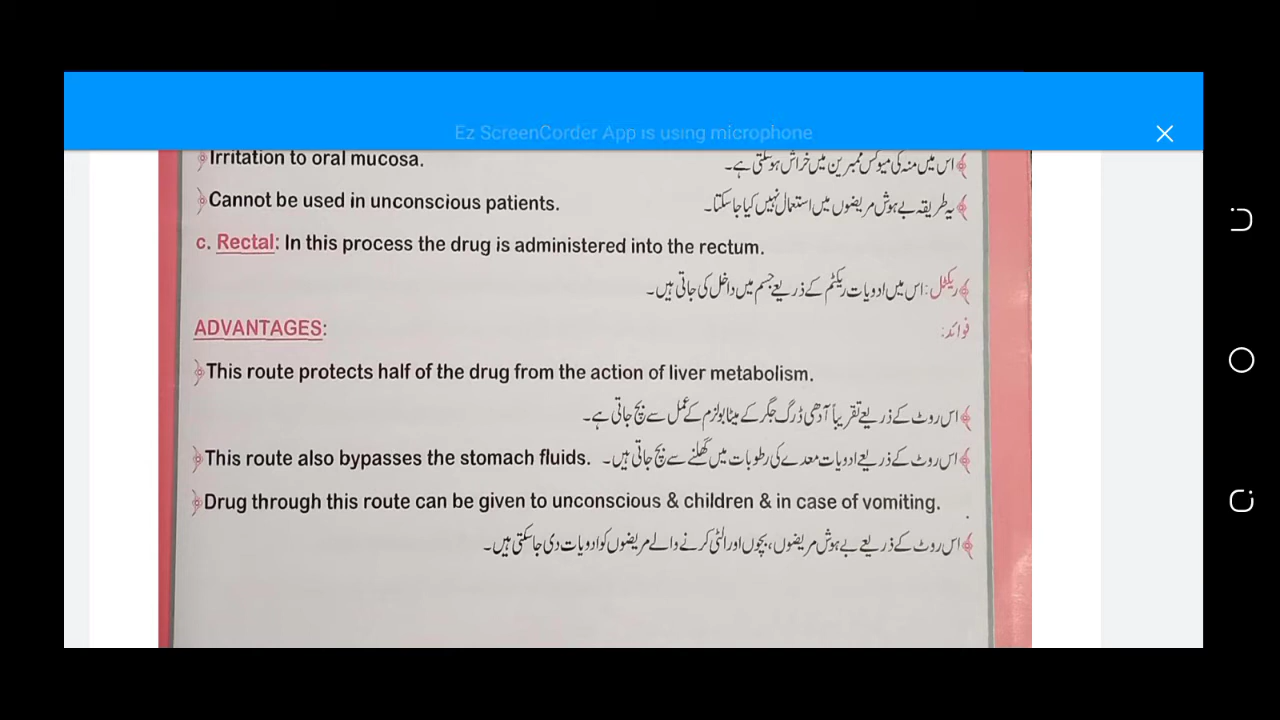 Ez ScreenCorder App is using microphone
Irritation to oral mucosa.
اس میں منہ کی میوکس ممبرین میں خراش ہو سکتی ہے۔
Cannot be used in unconscious patients.
یہ طریقہ بے ہوش مریضوں میں استعمال نہیں کیا جا سکتا۔
c. Rectal: In this process the drug is administered into the rectum.
ریکٹل: اس میں ادویات ریکٹم کے ذریعے جسم میں داخل کی جاتی ہیں۔
ADVANTAGES:
فوائد:
This route protects half of the drug from the action of liver metabolism.
اس روٹ کے ذریعے تقریباً آدھی ڈرگ جگر کے میٹابولزم کے عمل سے بچ جاتی ہے۔
This route also bypasses the stomach fluids.
اس روٹ کے ذریعے ادویات معدے کی رطوبات میں گھلنے سے بچ جاتی ہیں۔
Drug through this route can be given to unconscious & children & in case of vomiting.
اس روٹ کے ذریعے بے ہوش مریضوں، بچوں اور الٹی کرنے والے مریضوں کو ادویات دی جا سکتی ہیں۔